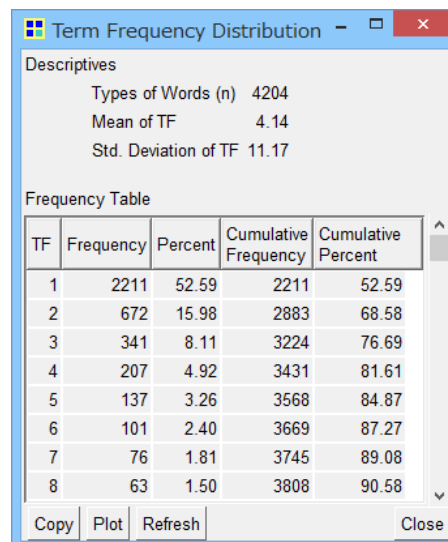 Term Frequency Distribution
Descriptives
Types of Words (n) 4204
Mean of TF 4.14
Std. Deviation of TF 11.17
Frequency Table
TF Frequency Percent Cumulative Frequency Cumulative Percent
1 2211 52.59 2211 52.59
2 672 15.98 2883 68.58
3 341 8.11 3224 76.69
4 207 4.92 3431 81.61
5 137 3.26 3568 84.87
6 101 2.40 3669 87.27
7 76 1.81 3745 89.08
8 63 1.50 3808 90.58
Copy Plot Refresh Close